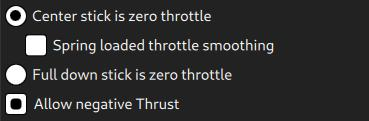 Center stick is zero throttle
Spring loaded throttle smoothing
Full down stick is zero throttle
Allow negative Thrust